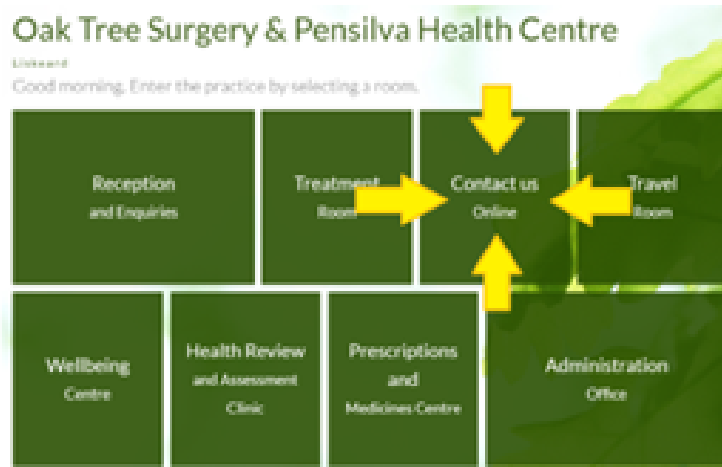 Oak Tree Surgery & Pensilva Health Centre
Liskeard
Good morning, Enter the practice by selecting a room.
Reception
and Enquiries
Treatment
Room
Contact us
Online
Travel
Room
Wellbeing
Centre
Health Review
and Assessment
Clinic
Prescriptions
and
Medicines Centre
Administration
Office